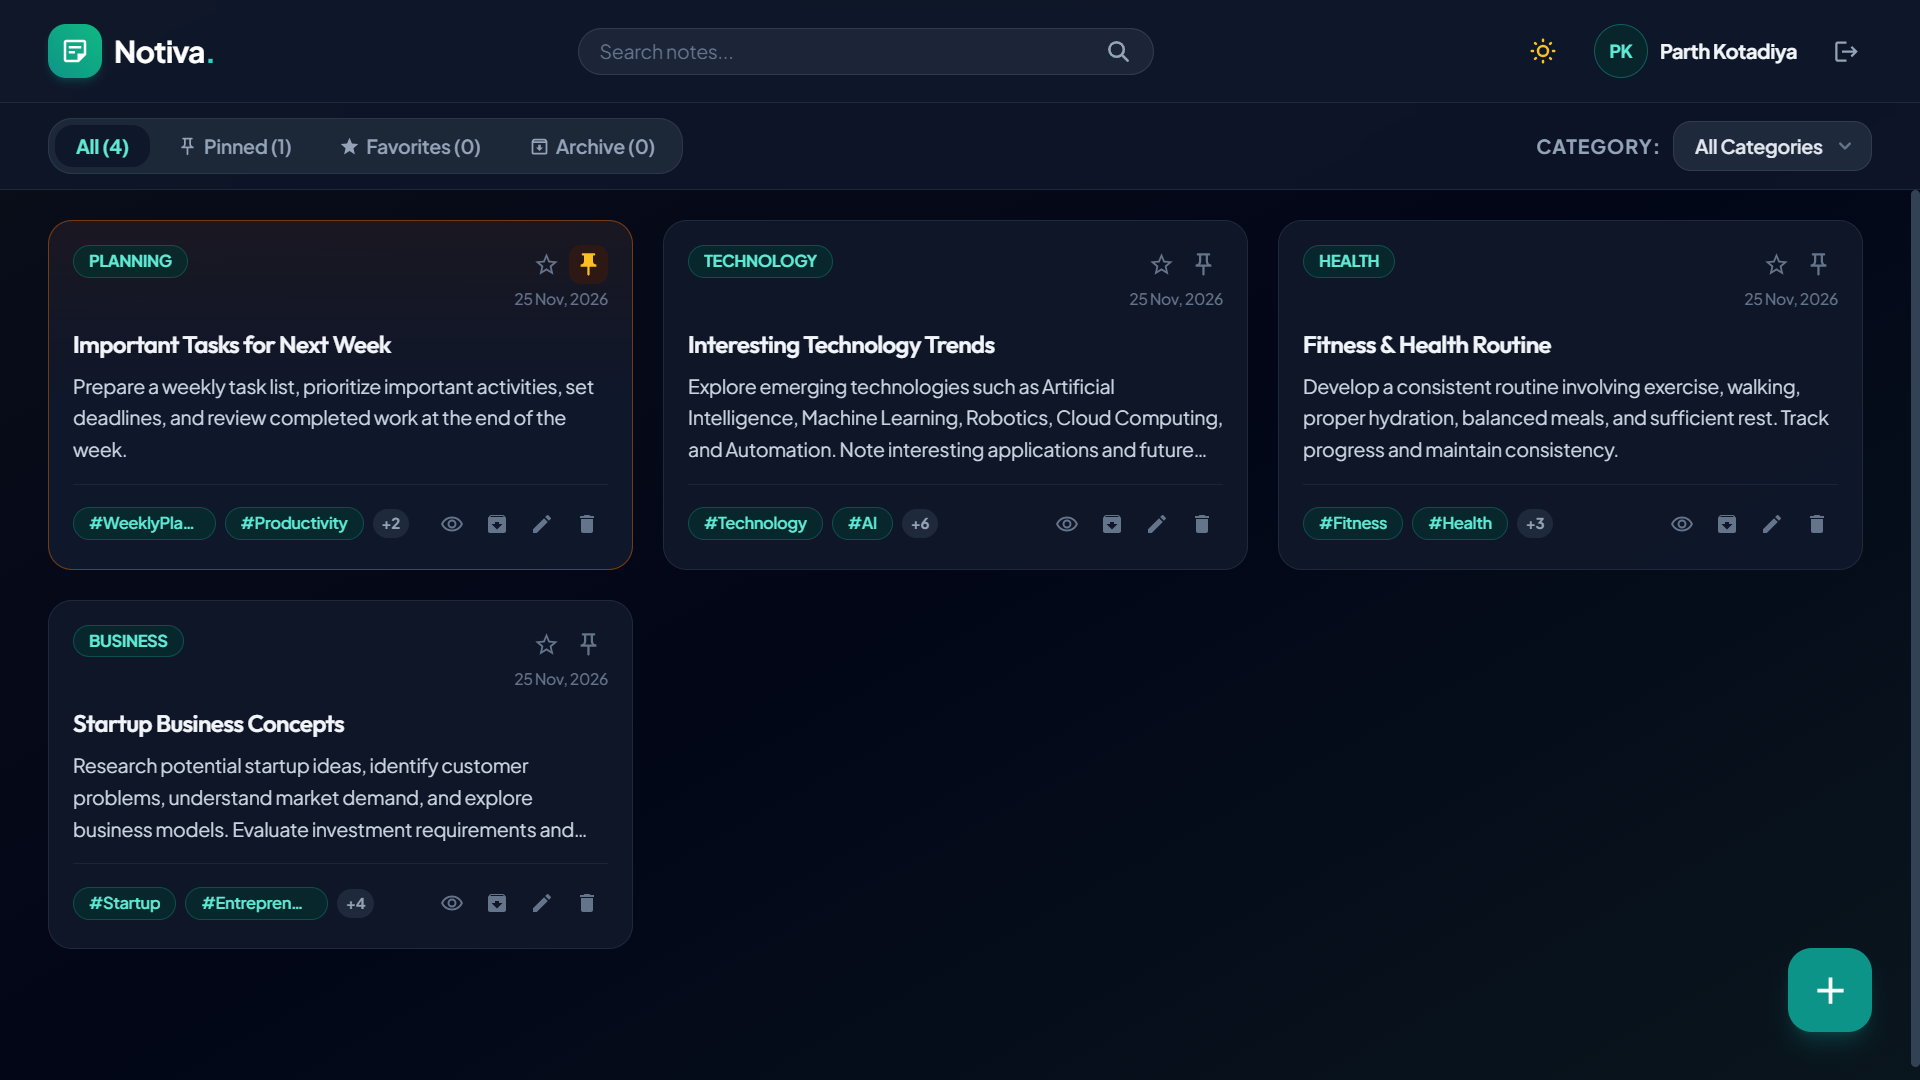 Notiva.
Search notes...
PK
Parth Kotadiya
All (4)
Pinned (1)
Favorites (0)
Archive (0)
CATEGORY:
All Categories
PLANNING
25 Nov, 2026
Important Tasks for Next Week
Prepare a weekly task list, prioritize important activities, set
deadlines, and review completed work at the end of the
week.
#WeeklyPla...
#Productivity
+2
TECHNOLOGY
25 Nov, 2026
Interesting Technology Trends
Explore emerging technologies such as Artificial
Intelligence, Machine Learning, Robotics, Cloud Computing,
and Automation. Note interesting applications and future...
#Technology
#AI
+6
HEALTH
25 Nov, 2026
Fitness & Health Routine
Develop a consistent routine involving exercise, walking,
proper hydration, balanced meals, and sufficient rest. Track
progress and maintain consistency.
#Fitness
#Health
+3
BUSINESS
25 Nov, 2026
Startup Business Concepts
Research potential startup ideas, identify customer
problems, understand market demand, and explore
business models. Evaluate investment requirements and...
#Startup
#Entrepren...
+4